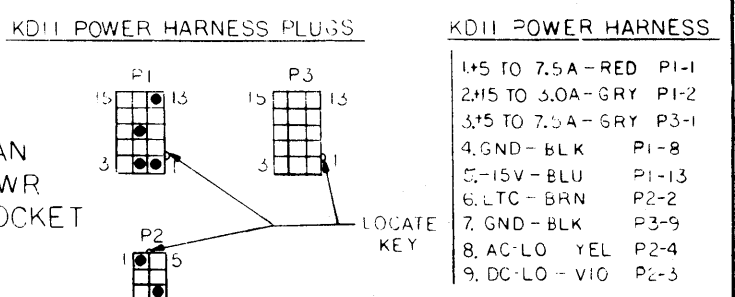 KD11 POWER HARNESS PLUGS
KD11 POWER HARNESS
P1
P3
15 13
15 13
3 1
3 1
AN
WR
OCKET
P2
1 5
LOCATE
KEY
1.+5 TO 7.5A-RED P1-1
2.+15 TO 3.0A-GRY P1-2
3.+5 TO 7.5A-GRY P3-1
4.GND-BLK P1-8
5.-15V-BLU P1-13
6.LTC-BRN P2-2
7. GND-BLK P3-9
8. AC-LO YEL P2-4
9. DC-LO-VIO P2-3